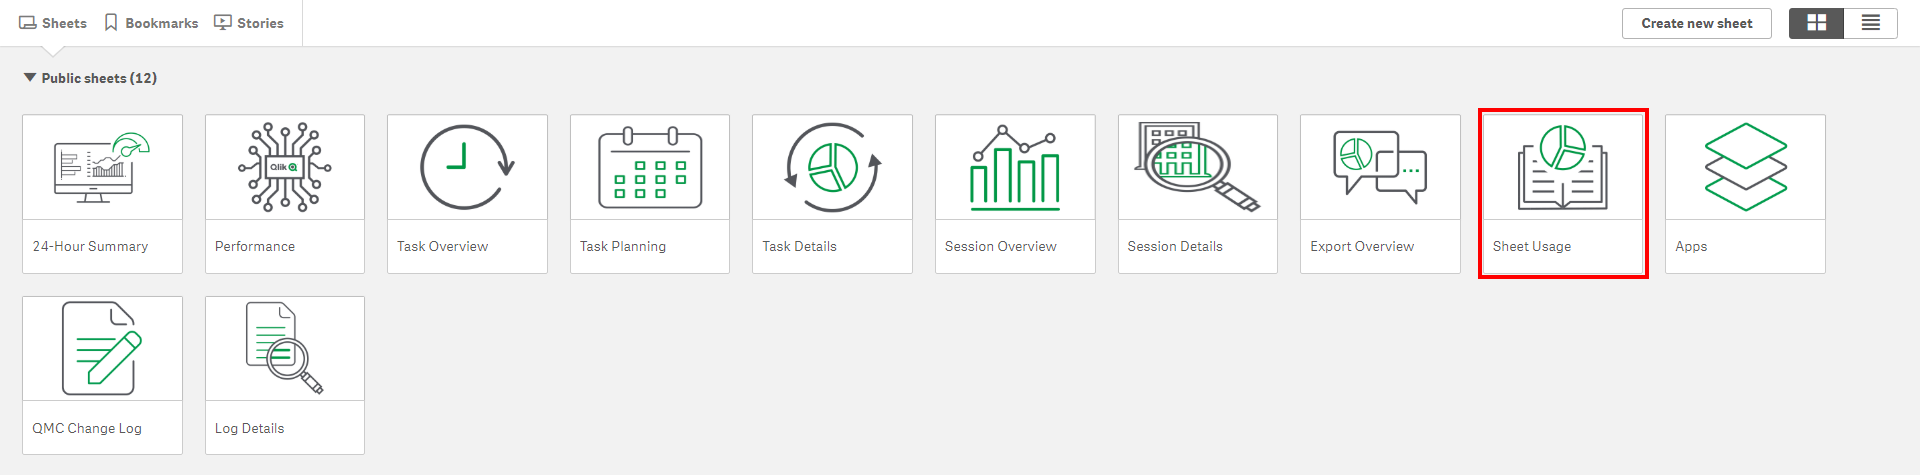 Sheets Bookmarks Stories Create new sheet
Public sheets (12)
Qlik
24-Hour Summary Performance Task Overview Task Planning Task Details Session Overview Session Details Export Overview Sheet Usage Apps
QMC Change Log Log Details